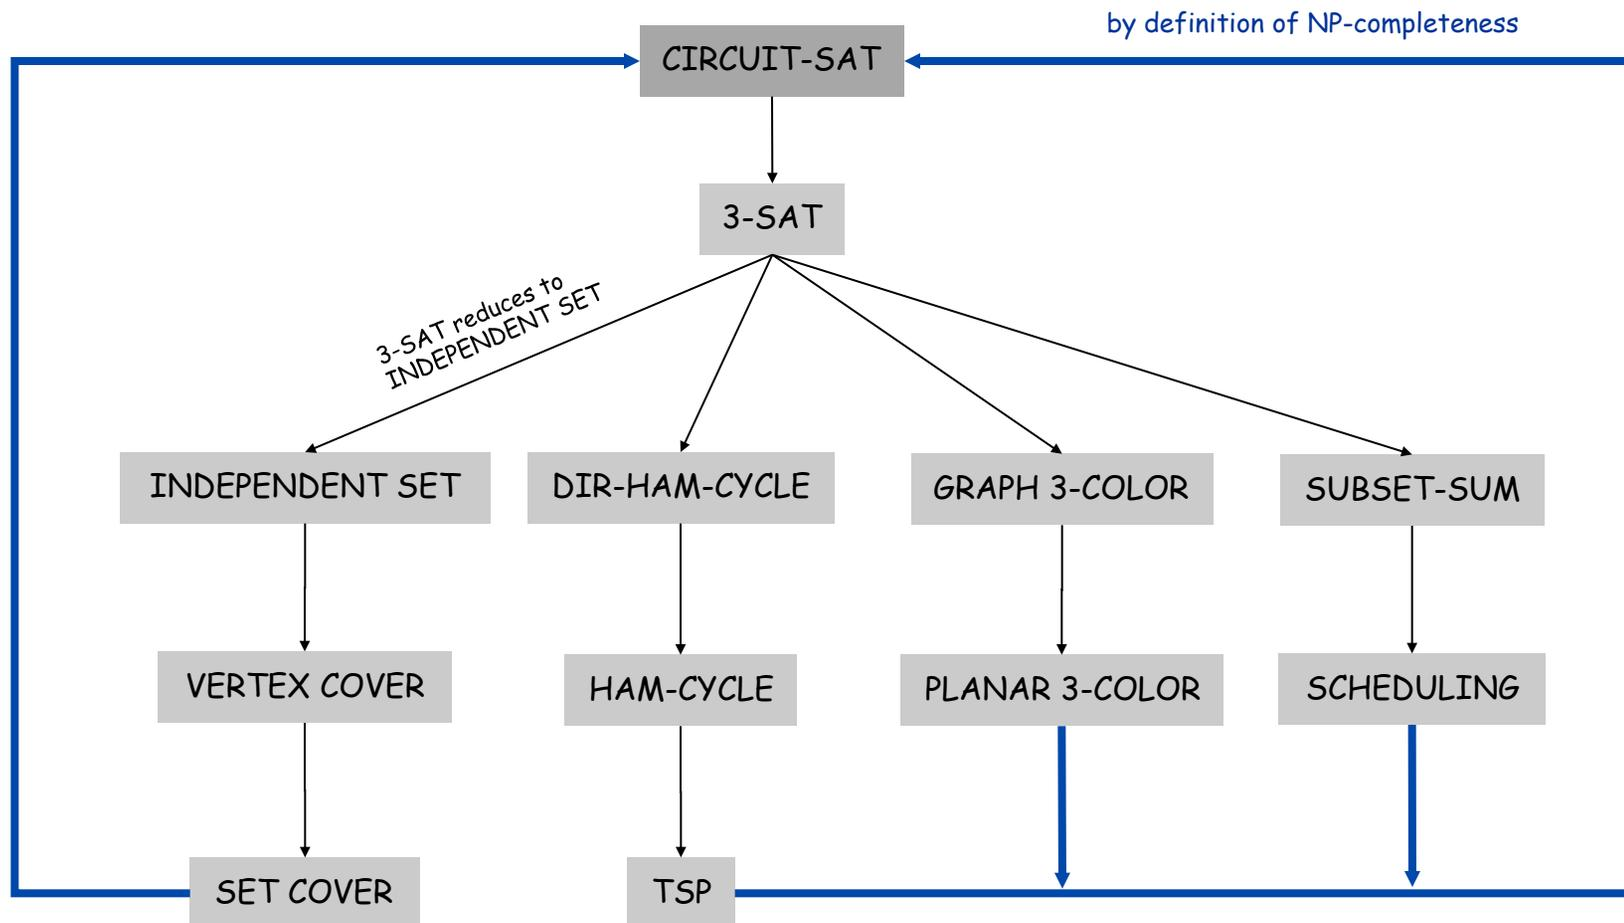 by definition of NP-completeness
CIRCUIT-SAT
3-SAT
3-SAT reduces to
INDEPENDENT SET
INDEPENDENT SET
DIR-HAM-CYCLE
GRAPH 3-COLOR
SUBSET-SUM
VERTEX COVER
HAM-CYCLE
PLANAR 3-COLOR
SCHEDULING
SET COVER
TSP